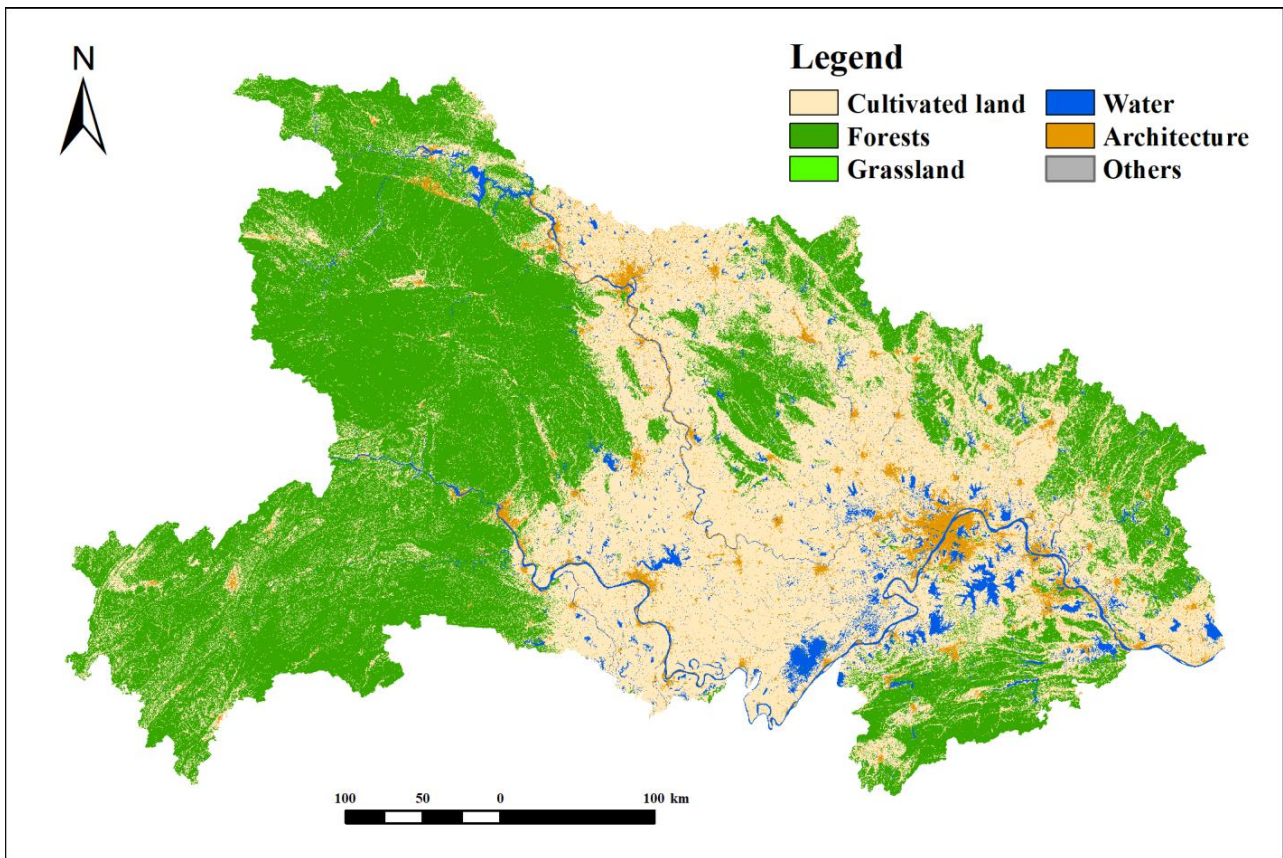 N
Legend
Cultivated land
Forests
Grassland
Water
Architecture
Others
100 50 0 100 km